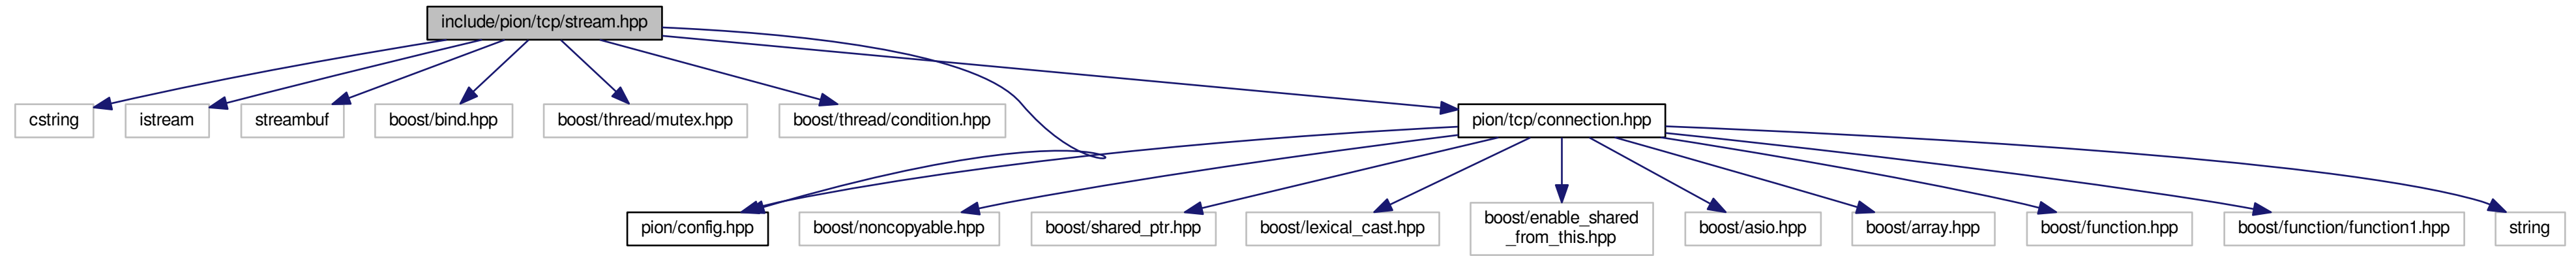 include/pion/tcp/stream.hpp
cstring
istream
streambuf
boost/bind.hpp
boost/thread/mutex.hpp
boost/thread/condition.hpp
pion/tcp/connection.hpp
pion/config.hpp
boost/noncopyable.hpp
boost/shared_ptr.hpp
boost/lexical_cast.hpp
boost/enable_shared
_from_this.hpp
boost/asio.hpp
boost/array.hpp
boost/function.hpp
boost/function/function1.hpp
string